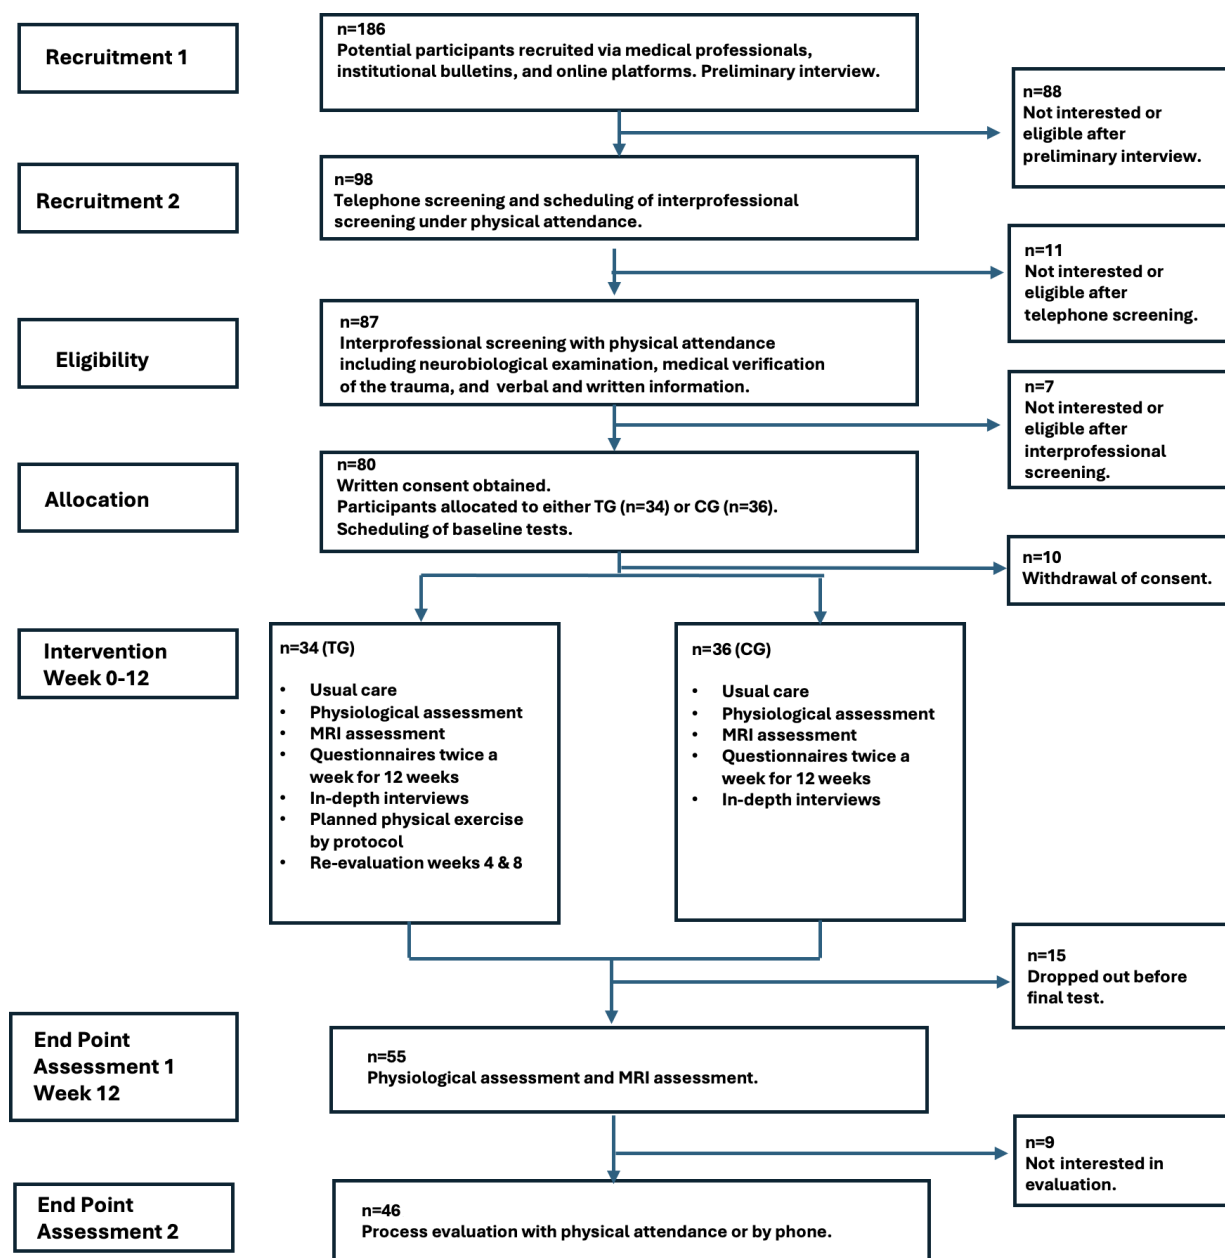 Recruitment 1
n=186
Potential participants recruited via medical professionals,
institutional bulletins, and online platforms. Preliminary interview.
n=88
Not interested or
eligible after
preliminary interview.
Recruitment 2
n=98
Telephone screening and scheduling of interprofessional
screening under physical attendance.
n=11
Not interested or
eligible after
telephone screening.
Eligibility
n=87
Interprofessional screening with physical attendance
including neurobiological examination, medical verification
of the trauma, and verbal and written information.
n=7
Not interested or
eligible after
interprofessional
screening.
Allocation
n=80
Written consent obtained.
Participants allocated to either TG (n=34) or CG (n=36).
Scheduling of baseline tests.
n=10
Withdrawal of consent.
Intervention
Week 0-12
n=34 (TG)
• Usual care
• Physiological assessment
• MRI assessment
• Questionnaires twice a
week for 12 weeks
• In-depth interviews
• Planned physical exercise
by protocol
• Re-evaluation weeks 4 & 8
n=36 (CG)
• Usual care
• Physiological assessment
• MRI assessment
• Questionnaires twice a
week for 12 weeks
• In-depth interviews
n=15
Dropped out before
final test.
End Point
Assessment 1
Week 12
n=55
Physiological assessment and MRI assessment.
n=9
Not interested in
evaluation.
End Point
Assessment 2
n=46
Process evaluation with physical attendance or by phone.